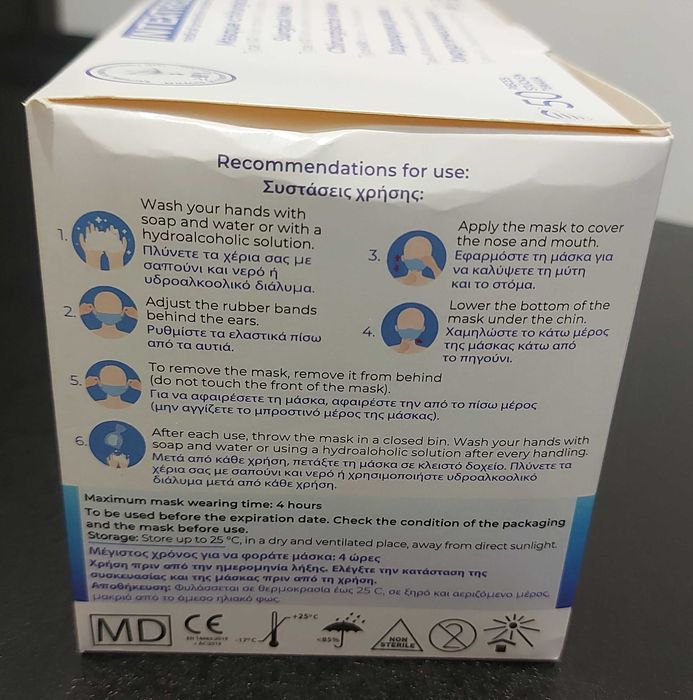 Recommendations for use:
Συστάσεις χρήσης:
1.
Wash your hands with
soap and water or with a
hydroalcoholic solution.
Πλύνετε τα χέρια σας με
σαπούνι και νερό ή
υδροαλκοολικό διάλυμα.
2.
Adjust the rubber bands
behind the ears.
Ρυθμίστε τα ελαστικά πίσω
από τα αυτιά.
3.
Apply the mask to cover
the nose and mouth.
Εφαρμόστε τη μάσκα για
να καλύψετε τη μύτη
και το στόμα.
4.
Lower the bottom of the
mask under the chin.
Χαμηλώστε το κάτω μέρος
της μάσκας κάτω από
το πηγούνι.
5.
To remove the mask, remove it from behind
(do not touch the front of the mask).
Για να αφαιρέσετε τη μάσκα, αφαιρέστε την από το πίσω μέρος
(μην αγγίζετε το μπροστινό μέρος της μάσκας).
6.
After each use, throw the mask in a closed bin. Wash your hands with
soap and water or using a hydroaloholic solution after every handling.
Μετά από κάθε χρήση, πετάξτε τη μάσκα σε κλειστό δοχείο. Πλύνετε τα
χέρια σας με σαπούνι και νερό ή χρησιμοποιήστε υδροαλκοολικό
διάλυμα μετά από κάθε χρήση.
Maximum mask wearing time: 4 hours
To be used before the expiration date. Check the condition of the packaging
and the mask before use.
Storage: Store up to 25 °C, in a dry and ventilated place, away from direct sunlight.
Μέγιστος χρόνος για να φοράτε μάσκα: 4 ώρες
Χρήση πριν από την ημερομηνία λήξης. Ελέγξτε την κατάσταση της
συσκευασίας και της μάσκας πριν από τη χρήση.
Αποθήκευση: Φυλάσσεται σε θερμοκρασία έως 25 C, σε ξηρό και αεριζόμενο μέρος,
μακριά από το άμεσο ηλιακό φως.
MD
CE
EN 14683:2019
+ AC:2019
-17°C
+25°C
<85%
NON
STERILE
2
50